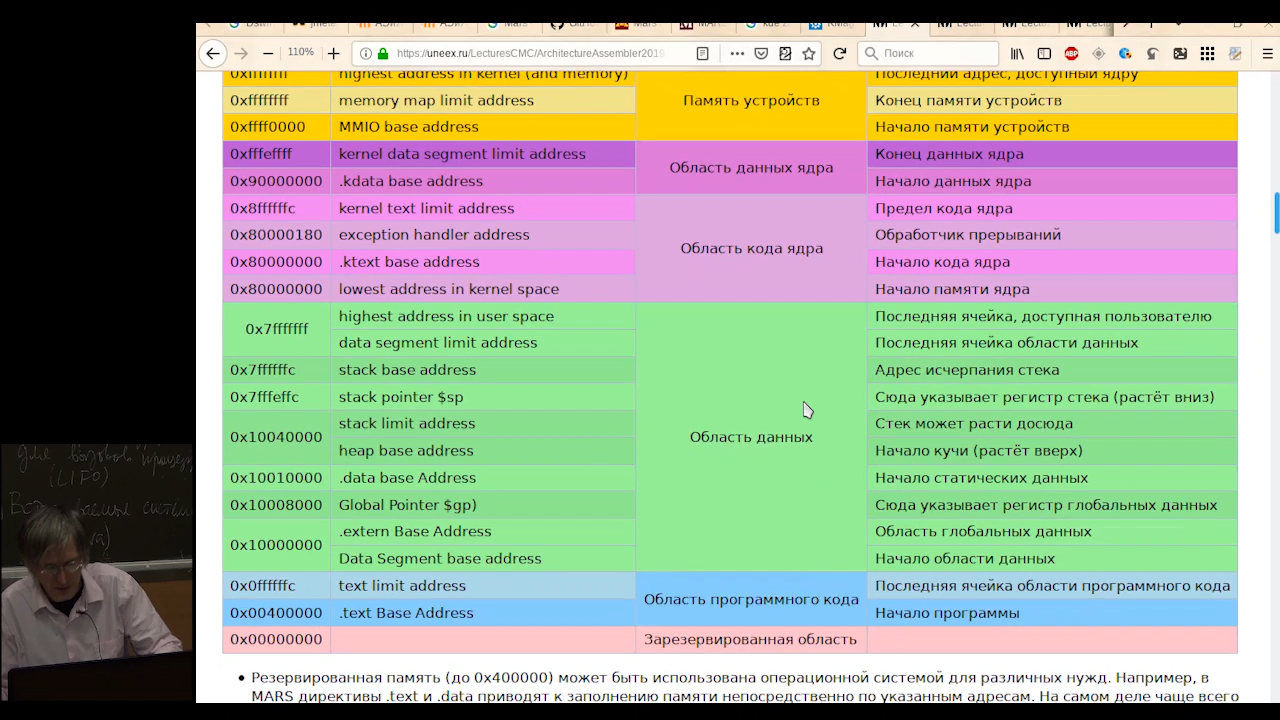 110%
https://uneex.ru/LecturesCMC/ArchitectureAssembler2019
Поиск
0xffffffff highest address in kernel (and memory) Последний адрес, доступный ядру
0xffffffff memory map limit address Память устройств Конец памяти устройств
0xffff0000 MMIO base address Начало памяти устройств
0xfffeffff kernel data segment limit address Область данных ядра Конец данных ядра
0x90000000 .kdata base address Начало данных ядра
0x8ffffffc kernel text limit address Предел кода ядра
0x80000180 exception handler address Область кода ядра Обработчик прерываний
0x80000000 .ktext base address Начало кода ядра
0x80000000 lowest address in kernel space Начало памяти ядра
0x7fffffff highest address in user space Последняя ячейка, доступная пользователю
data segment limit address Последняя ячейка области данных
0x7ffffffc stack base address Адрес исчерпания стека
0x7fffeffc stack pointer $sp Сюда указывает регистр стека (растёт вниз)
0x10040000 stack limit address Область данных Стек может расти досюда
heap base address Начало кучи (растёт вверх)
0x10010000 .data base Address Начало статических данных
0x10008000 Global Pointer $gp) Сюда указывает регистр глобальных данных
0x10000000 .extern Base Address Область глобальных данных
Data Segment base address Начало области данных
0x0ffffffc text limit address Область программного кода Последняя ячейка области программного кода
0x00400000 .text Base Address Начало программы
0x00000000 Зарезервированная область
• Резервированная память (до 0x400000) может быть использована операционной системой для различных нужд. Например, в
MARS директивы .text и .data приводят к заполнению памяти непосредственно по указанным адресам. На самом деле чаще всего
(LIFO)